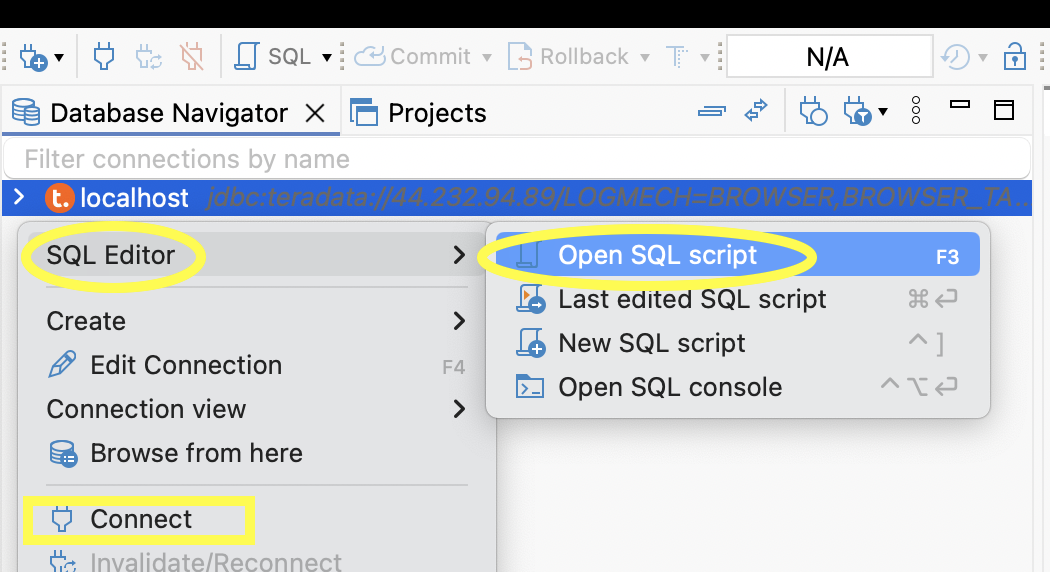 SQL Commit Rollback N/A
Database Navigator Projects
Filter connections by name
t. localhost jdbc:teradata://44.232.94.89/LOGMECH=BROWSER,BROWSER_TA...
SQL Editor
Open SQL script F3
Last edited SQL script ⌘↩
Create
New SQL script ^ ]
Edit Connection F4
Open SQL console ^⌥↩
Connection view
Browse from here
Connect
Invalidate/Reconnect